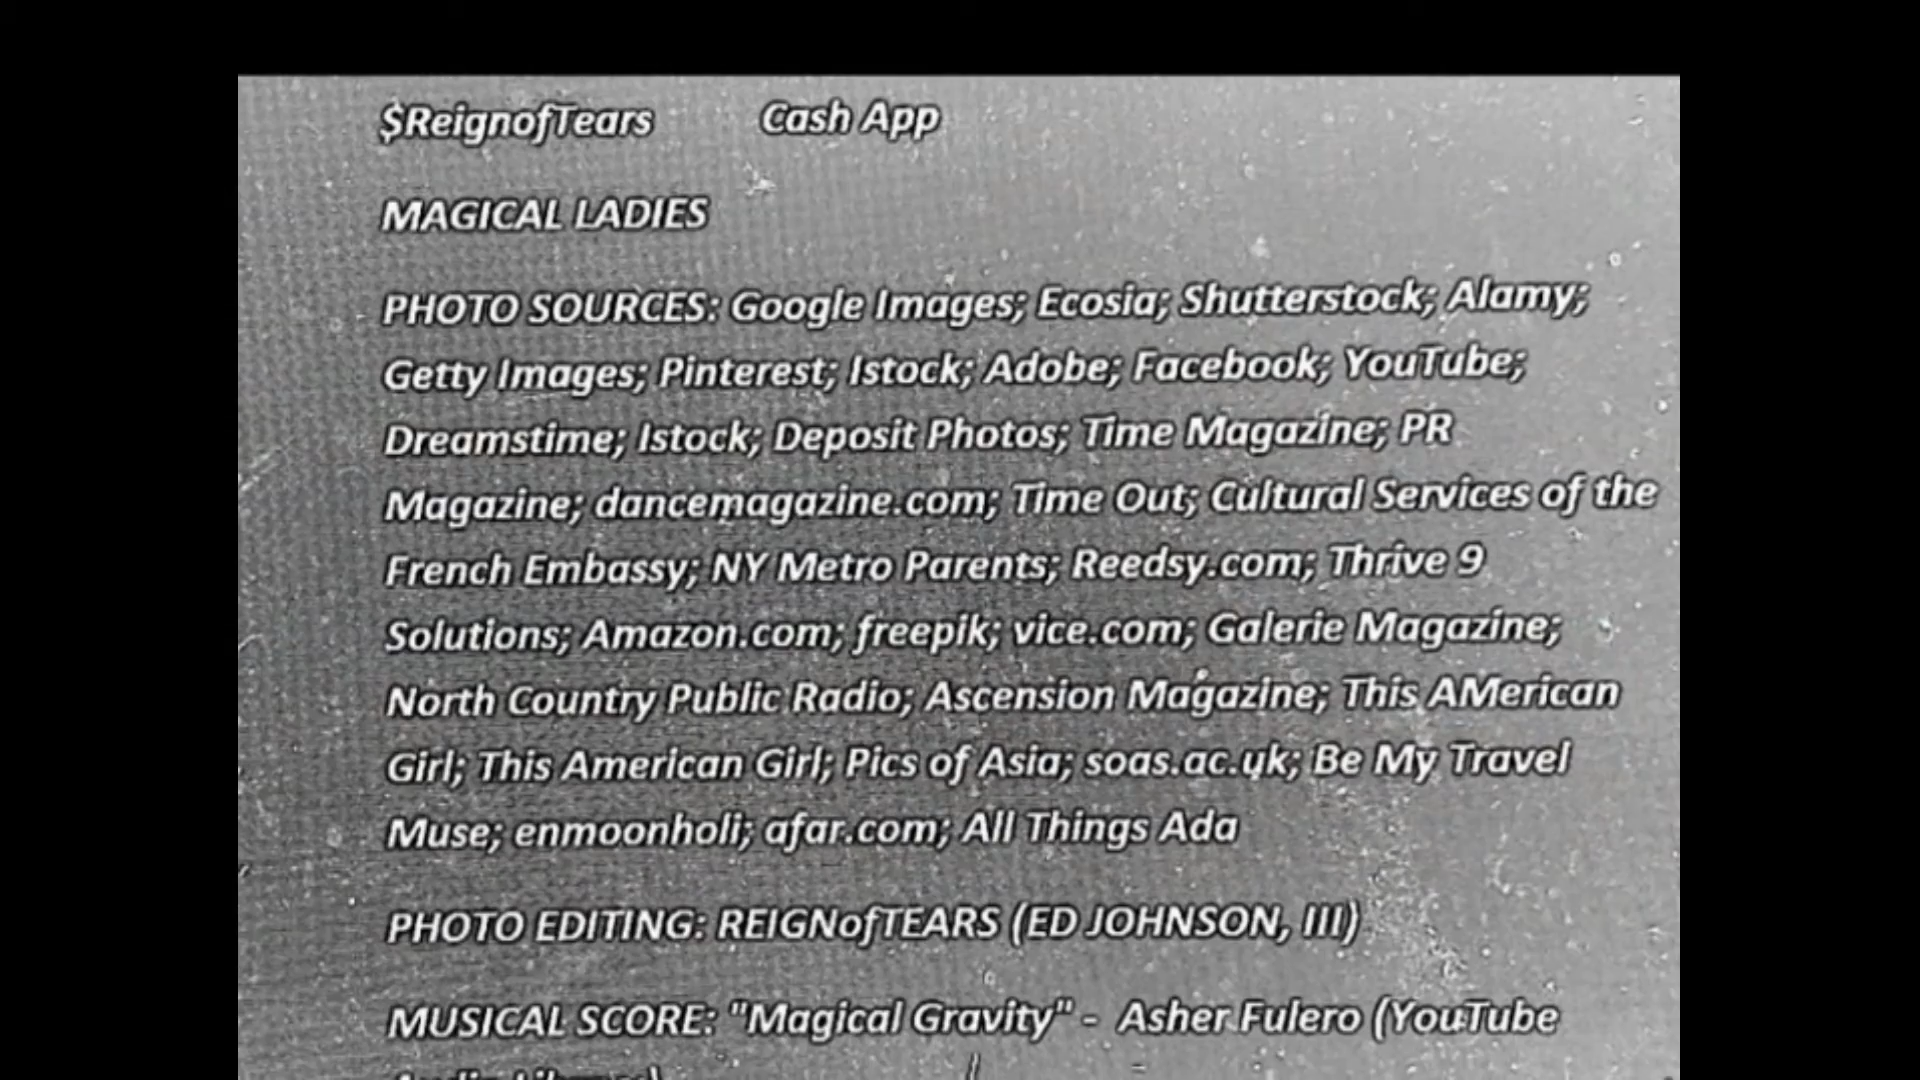 $ReignofTears Cash App
MAGICAL LADIES
PHOTO SOURCES: Google Images; Ecosia; Shutterstock; Alamy;
Getty Images; Pinterest; Istock; Adobe; Facebook; YouTube;
Dreamstime; Istock; Deposit Photos; Time Magazine; PR
Magazine; dancemagazine.com; Time Out; Cultural Services of the
French Embassy; NY Metro Parents; Reedsy.com; Thrive 9
Solutions; Amazon.com; freepik; vice.com; Galerie Magazine;
North Country Public Radio; Ascension Magazine; This AMerican
Girl; This American Girl; Pics of Asia; soas.ac.uk; Be My Travel
Muse; enmoonholi; afar.com; All Things Ada
PHOTO EDITING: REIGNofTEARS (ED JOHNSON, III)
MUSICAL SCORE: "Magical Gravity" - Asher Fulero (YouTube